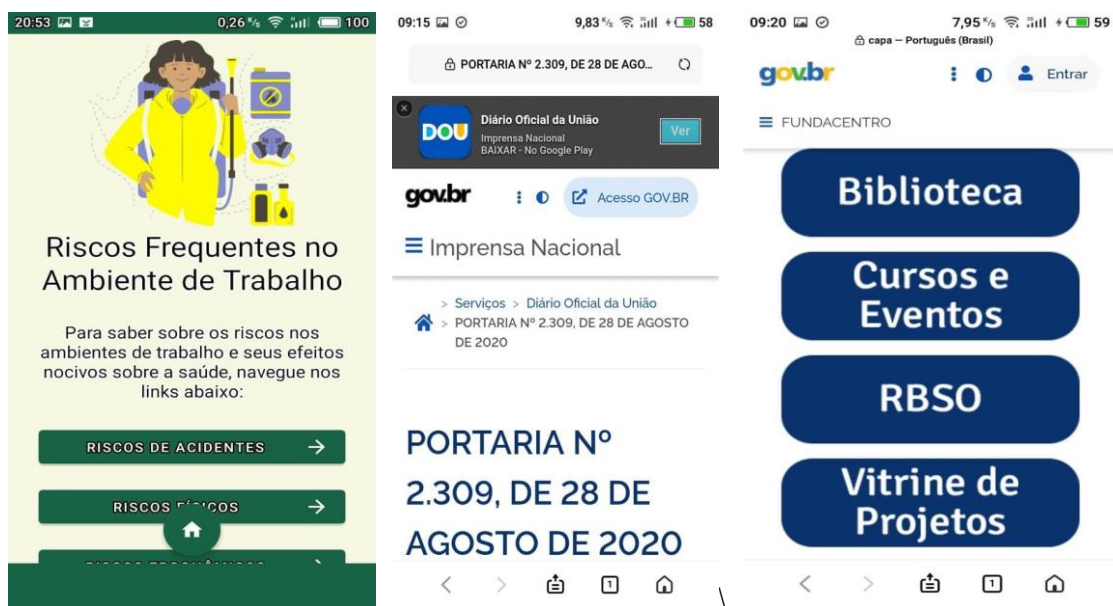 20:53 0,26 K/s 100
Riscos Frequentes no
Ambiente de Trabalho
Para saber sobre os riscos nos
ambientes de trabalho e seus efeitos
nocivos sobre a saúde, navegue nos
links abaixo:
RISCOS DE ACIDENTES
RISCOS
09:15 9,83 K/s 58
PORTARIA Nº 2.309, DE 28 DE AGO...
DOU
Diário Oficial da União
Imprensa Nacional
BAIXAR - No Google Play
Ver
gov.br
Acesso GOV.BR
Imprensa Nacional
> Serviços > Diário Oficial da União
> PORTARIA Nº 2.309, DE 28 DE AGOSTO
DE 2020
PORTARIA Nº
2.309, DE 28 DE
AGOSTO DE 2020
1
09:20 7,95 K/s 59
capa – Português (Brasil)
gov.br
Entrar
FUNDACENTRO
Biblioteca
Cursos e
Eventos
RBSO
Vitrine de
Projetos
1
\